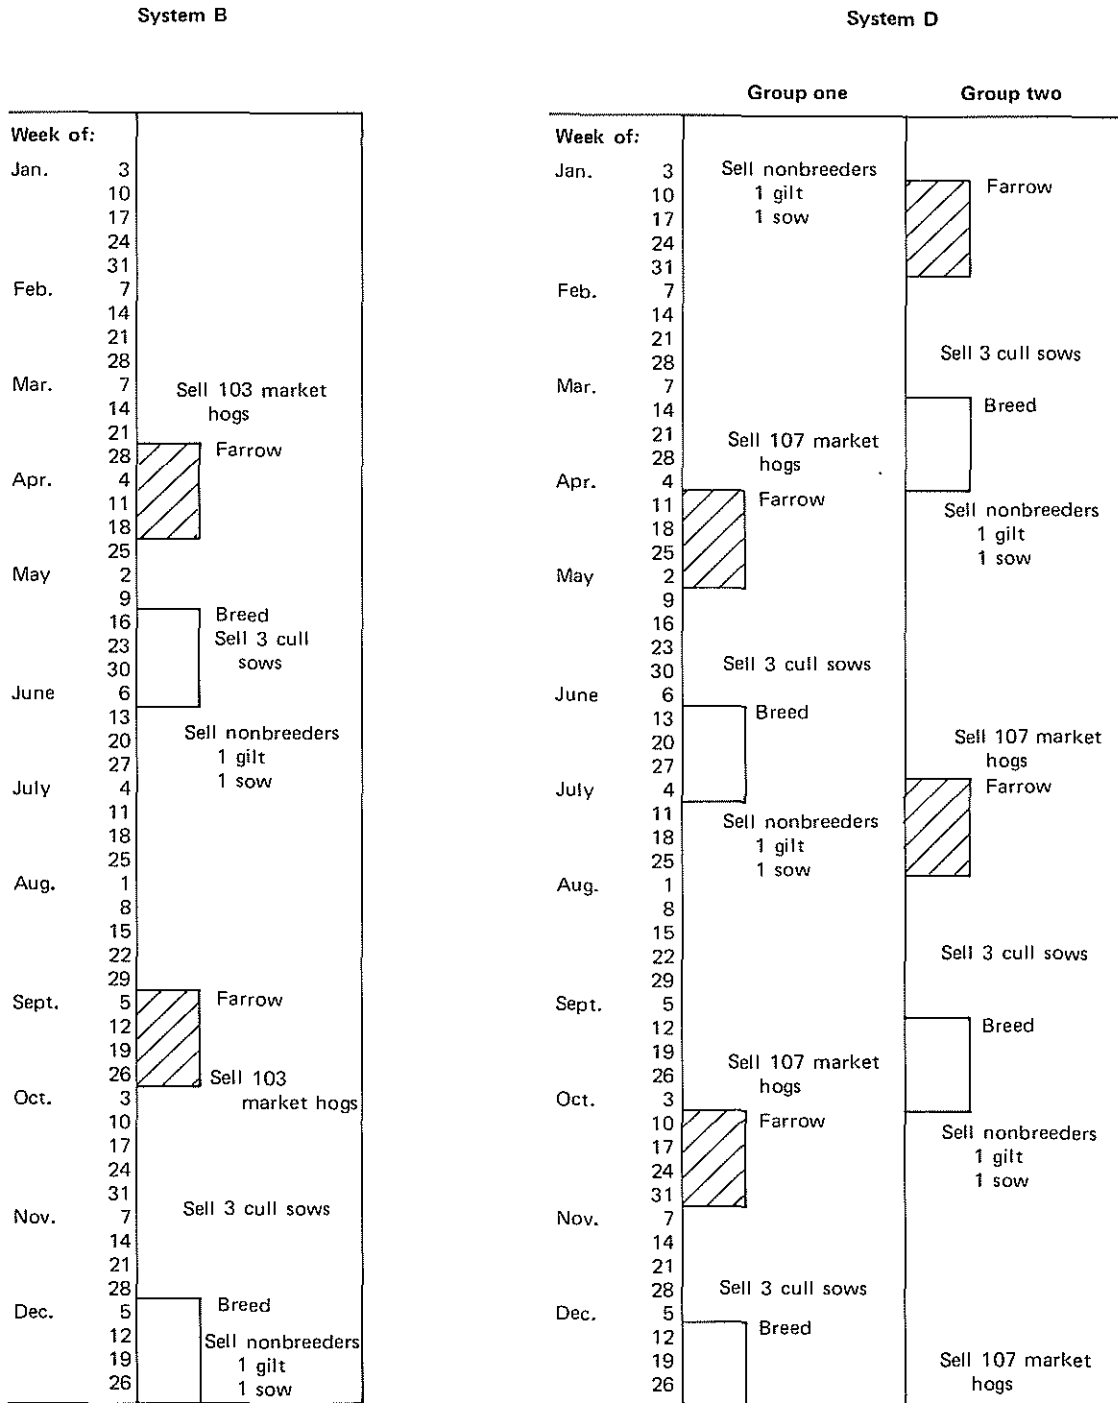 System B
Week of:
Jan. 3
10
17
24
31
Feb. 7
14
21
28
Mar. 7 Sell 103 market
14 hogs
21
28 Farrow
Apr. 4
11
18
25
May 2
9
16 Breed
23 Sell 3 cull
30 sows
June 6
13
20 Sell nonbreeders
27 1 gilt
July 4 1 sow
11
18
25
Aug. 1
8
15
22
29
Sept. 5 Farrow
12
19
26 Sell 103
Oct. 3 market hogs
10
17
24
31
Nov. 7 Sell 3 cull sows
14
21
28
Dec. 5 Breed
12 Sell nonbreeders
19 1 gilt
26 1 sow
System D
Group one Group two
Week of:
Jan. 3 Sell nonbreeders
10 1 gilt Farrow
17 1 sow
24
31
Feb. 7
14
21
28 Sell 3 cull sows
Mar. 7
14 Breed
21 Sell 107 market
28 hogs
Apr. 4
11 Farrow Sell nonbreeders
18 1 gilt
25 1 sow
May 2
9
16
23
30 Sell 3 cull sows
June 6
13 Breed
20 Sell 107 market
27 hogs
July 4 Farrow
11 Sell nonbreeders
18 1 gilt
25 1 sow
Aug. 1
8
15
22 Sell 3 cull sows
29
Sept. 5
12 Breed
19
26 Sell 107 market
Oct. 3 hogs
10 Farrow Sell nonbreeders
17 1 gilt
24 1 sow
31
Nov. 7
14
21
28 Sell 3 cull sows
Dec. 5
12 Breed
19 Sell 107 market
26 hogs